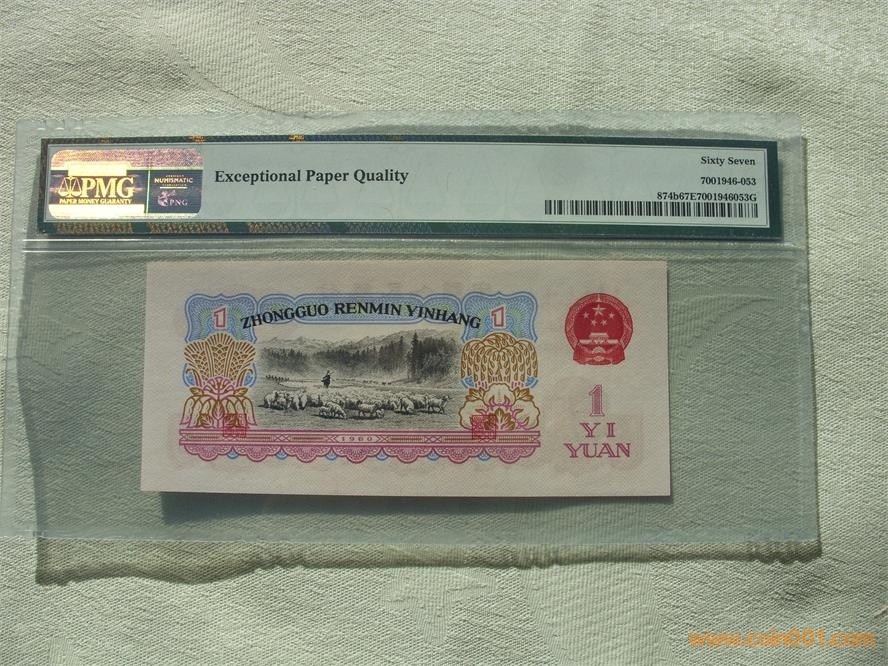 PMG
PAPER MONEY GUARANTY
NUMISMATIC
PNG
Exceptional Paper Quality
Sixty Seven
7001946-053
874b67E7001946053G
1
ZHONGGUO RENMIN YINHANG
1
1960
1
YI
YUAN
www.coin001.com